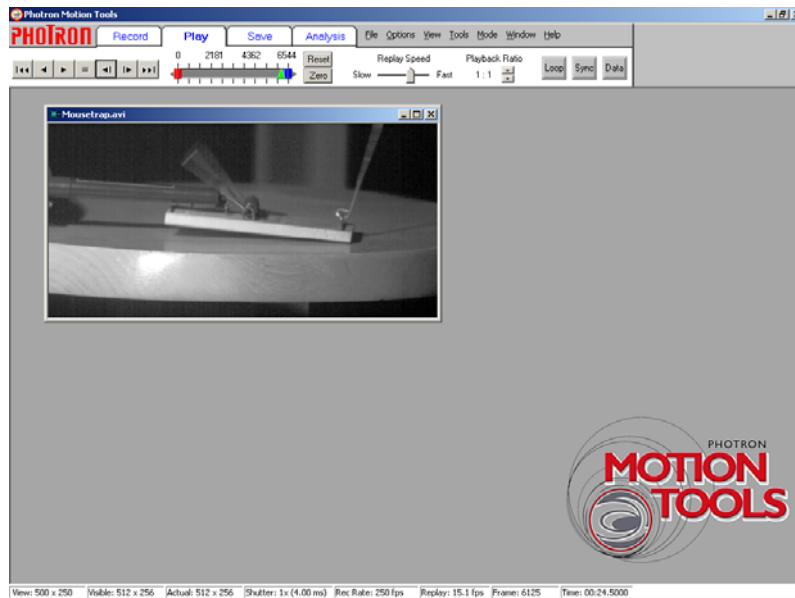 Photron Motion Tools
PHOTRON Record Play Save Analysis File Options View Tools Mode Window Help
0 2181 4362 6544 Reset Replay Speed Playback Ratio
Zero Slow Fast 1 : 1 Loop Sync Data
Mousetrap.avi
PHOTRON
MOTION
TOOLS
View: 500 x 250 Visible: 512 x 256 Actual: 512 x 256 Shutter: 1x (4.00 ms) Rec Rate: 250 fps Replay: 15.1 fps Frame: 6125 Time: 00:24.5000